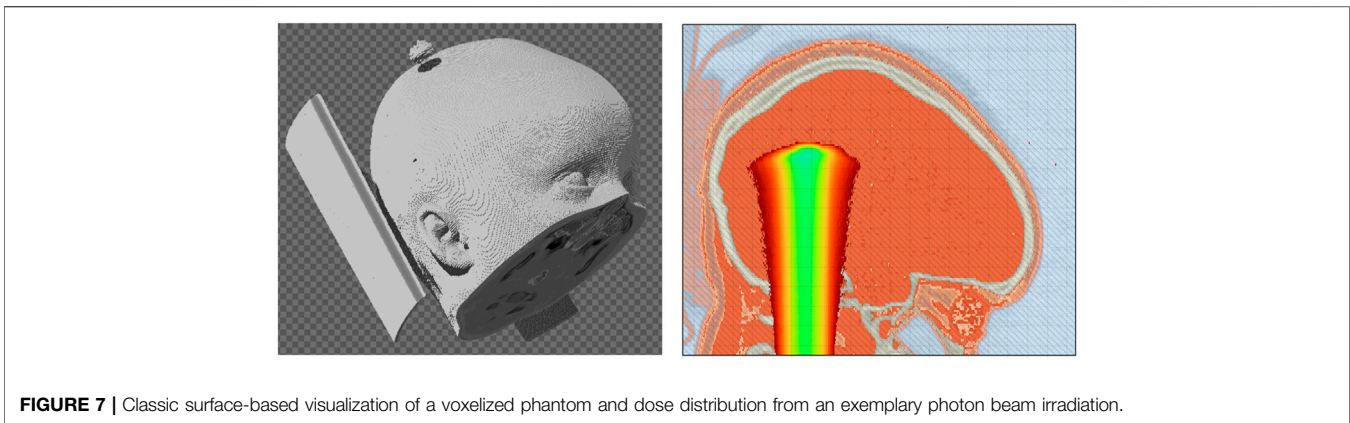 FIGURE 7 | Classic surface-based visualization of a voxelized phantom and dose distribution from an exemplary photon beam irradiation.